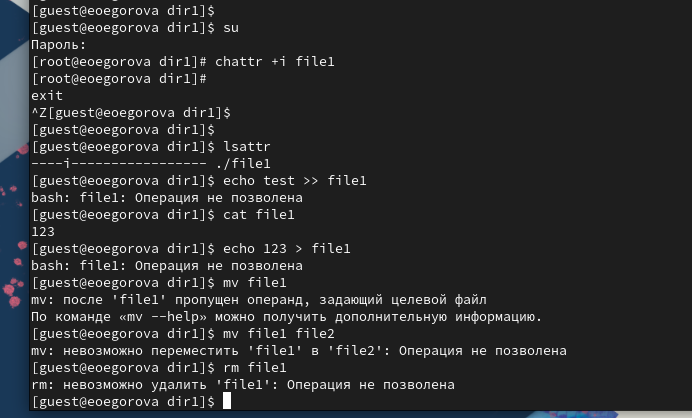 [guest@eoegorova dir1]$
[guest@eoegorova dir1]$ su
Пароль:
[root@eoegorova dir1]# chattr +i file1
[root@eoegorova dir1]#
exit
^Z[guest@eoegorova dir1]$
[guest@eoegorova dir1]$
[guest@eoegorova dir1]$ lsattr
----i----------------- ./file1
[guest@eoegorova dir1]$ echo test >> file1
bash: file1: Операция не позволена
[guest@eoegorova dir1]$ cat file1
123
[guest@eoegorova dir1]$ echo 123 > file1
bash: file1: Операция не позволена
[guest@eoegorova dir1]$ mv file1
mv: после 'file1' пропущен операнд, задающий целевой файл
По команде «mv --help» можно получить дополнительную информацию.
[guest@eoegorova dir1]$ mv file1 file2
mv: невозможно переместить 'file1' в 'file2': Операция не позволена
[guest@eoegorova dir1]$ rm file1
rm: невозможно удалить 'file1': Операция не позволена
[guest@eoegorova dir1]$